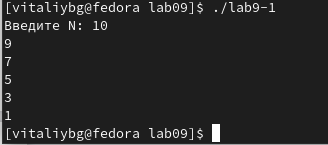 [vitaliybg@fedora lab09]$ ./lab9-1
Введите N: 10
9
7
5
3
1
[vitaliybg@fedora lab09]$